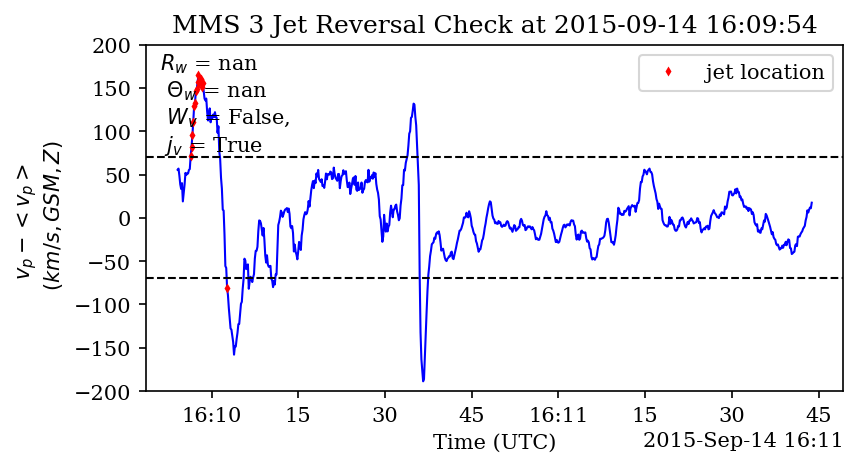 MMS 3 Jet Reversal Check at 2015-09-14 16:09:54
R_w = nan
Θ_w = nan
W_v = False,
j_v = True
jet location
200
150
100
50
0
−50
−100
−150
−200
v_p − < v_p >
(km/s, GSM, Z)
16:10 15 30 45 16:11 15 30 45
Time (UTC)
2015-Sep-14 16:11